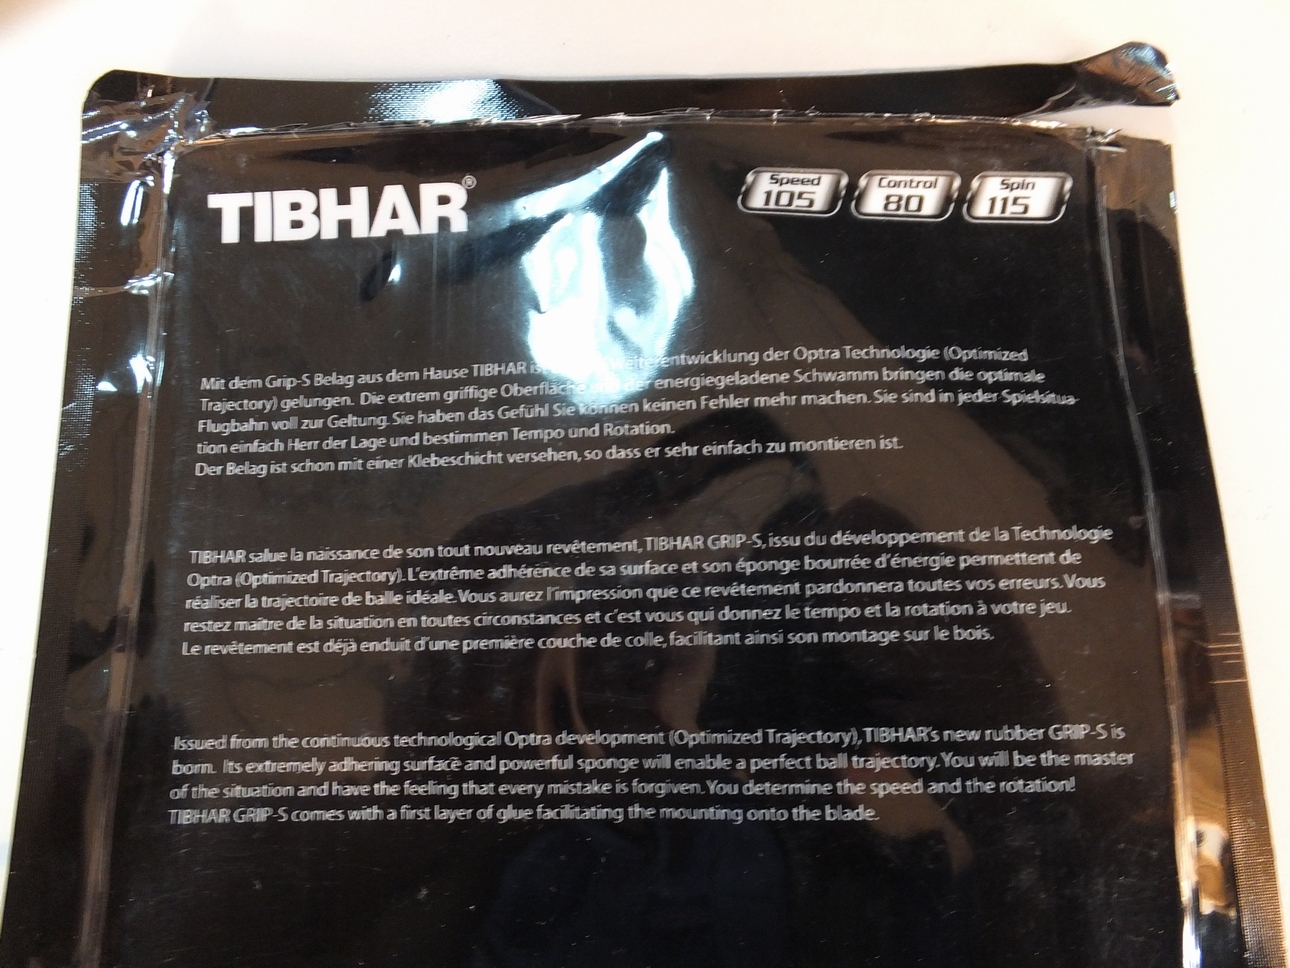 TIBHAR®
Speed 105 Control 80 Spin 115
Mit dem Grip-S Belag aus dem Hause TIBHAR ist Weiterentwicklung der Optra Technologie (Optimized
Trajectory) gelungen. Die extrem griffige Oberfläche und der energiegeladene Schwamm bringen die optimale
Flugbahn voll zur Geltung. Sie haben das Gefühl Sie können keinen Fehler mehr machen. Sie sind in jeder Spielsitua-
tion einfach Herr der Lage und bestimmen Tempo und Rotation.
Der Belag ist schon mit einer Klebeschicht versehen, so dass er sehr einfach zu montieren ist.
TIBHAR salue la naissance de son tout nouveau revêtement, TIBHAR GRIP-S, issu du développement de la Technologie
Optra (Optimized Trajectory). L'extrême adhérence de sa surface et son éponge bourrée d'énergie permettent de
réaliser la trajectoire de balle idéale. Vous aurez l'impression que ce revêtement pardonnera toutes vos erreurs. Vous
restez maître de la situation en toutes circonstances et c'est vous qui donnez le tempo et la rotation à votre jeu.
Le revêtement est déjà enduit d'une première couche de colle, facilitant ainsi son montage sur le bois.
Issued from the continuous technological Optra development (Optimized Trajectory), TIBHAR's new rubber GRIP-S is
born. Its extremely adhering surface and powerful sponge will enable a perfect ball trajectory. You will be the master
of the situation and have the feeling that every mistake is forgiven. You determine the speed and the rotation!
TIBHAR GRIP-S comes with a first layer of glue facilitating the mounting onto the blade.